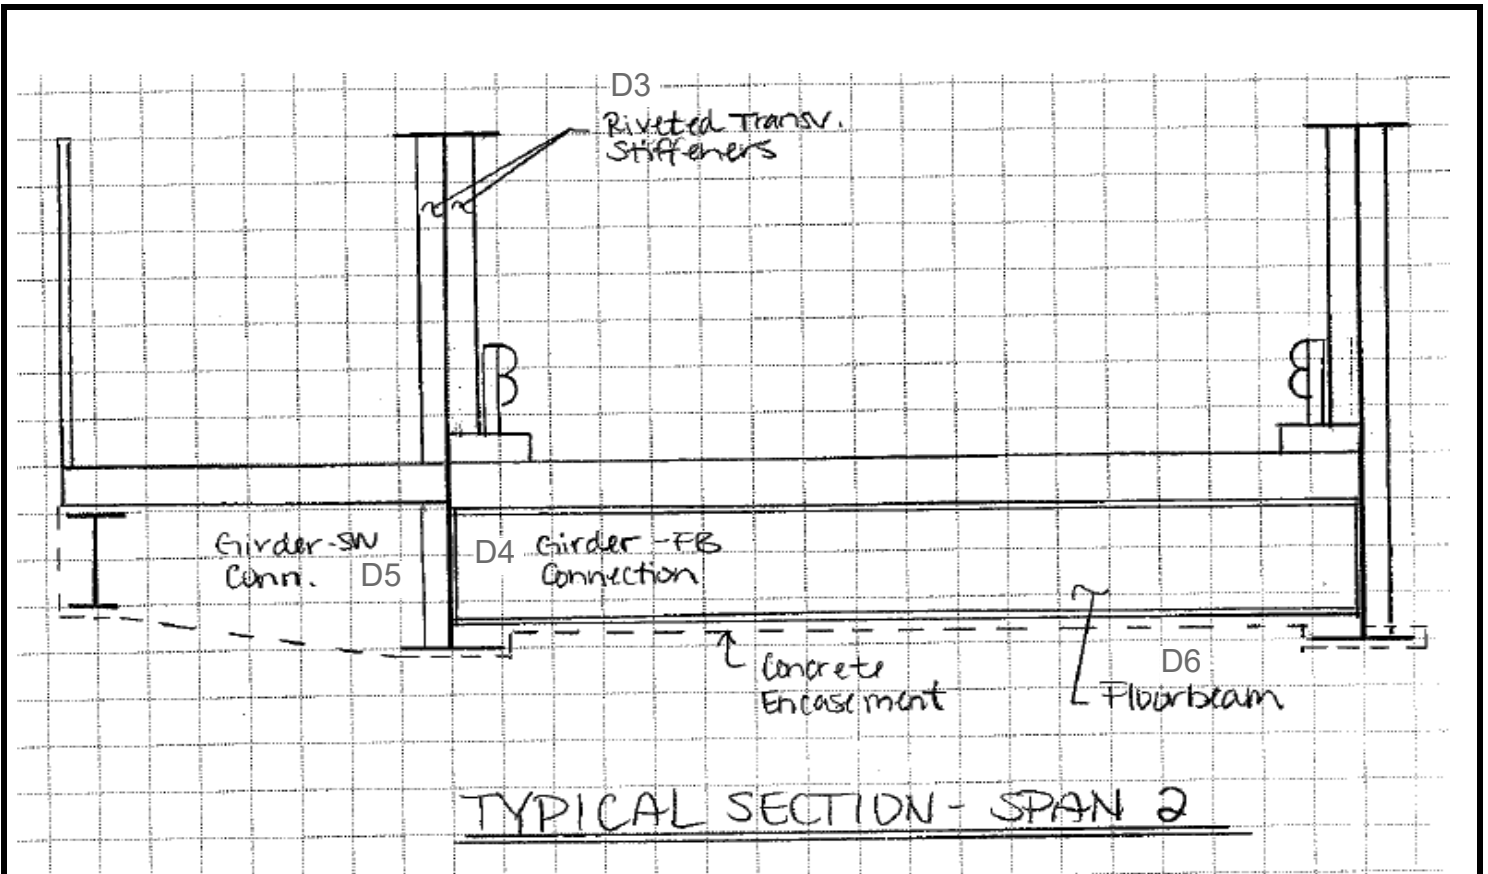 D3
Riveted Transv.
Stiffeners
Girder-SW
Conn.
D5
D4
Girder-FB
Connection
Concrete
Encasement
D6
Floorbeam
TYPICAL SECTION- SPAN 2